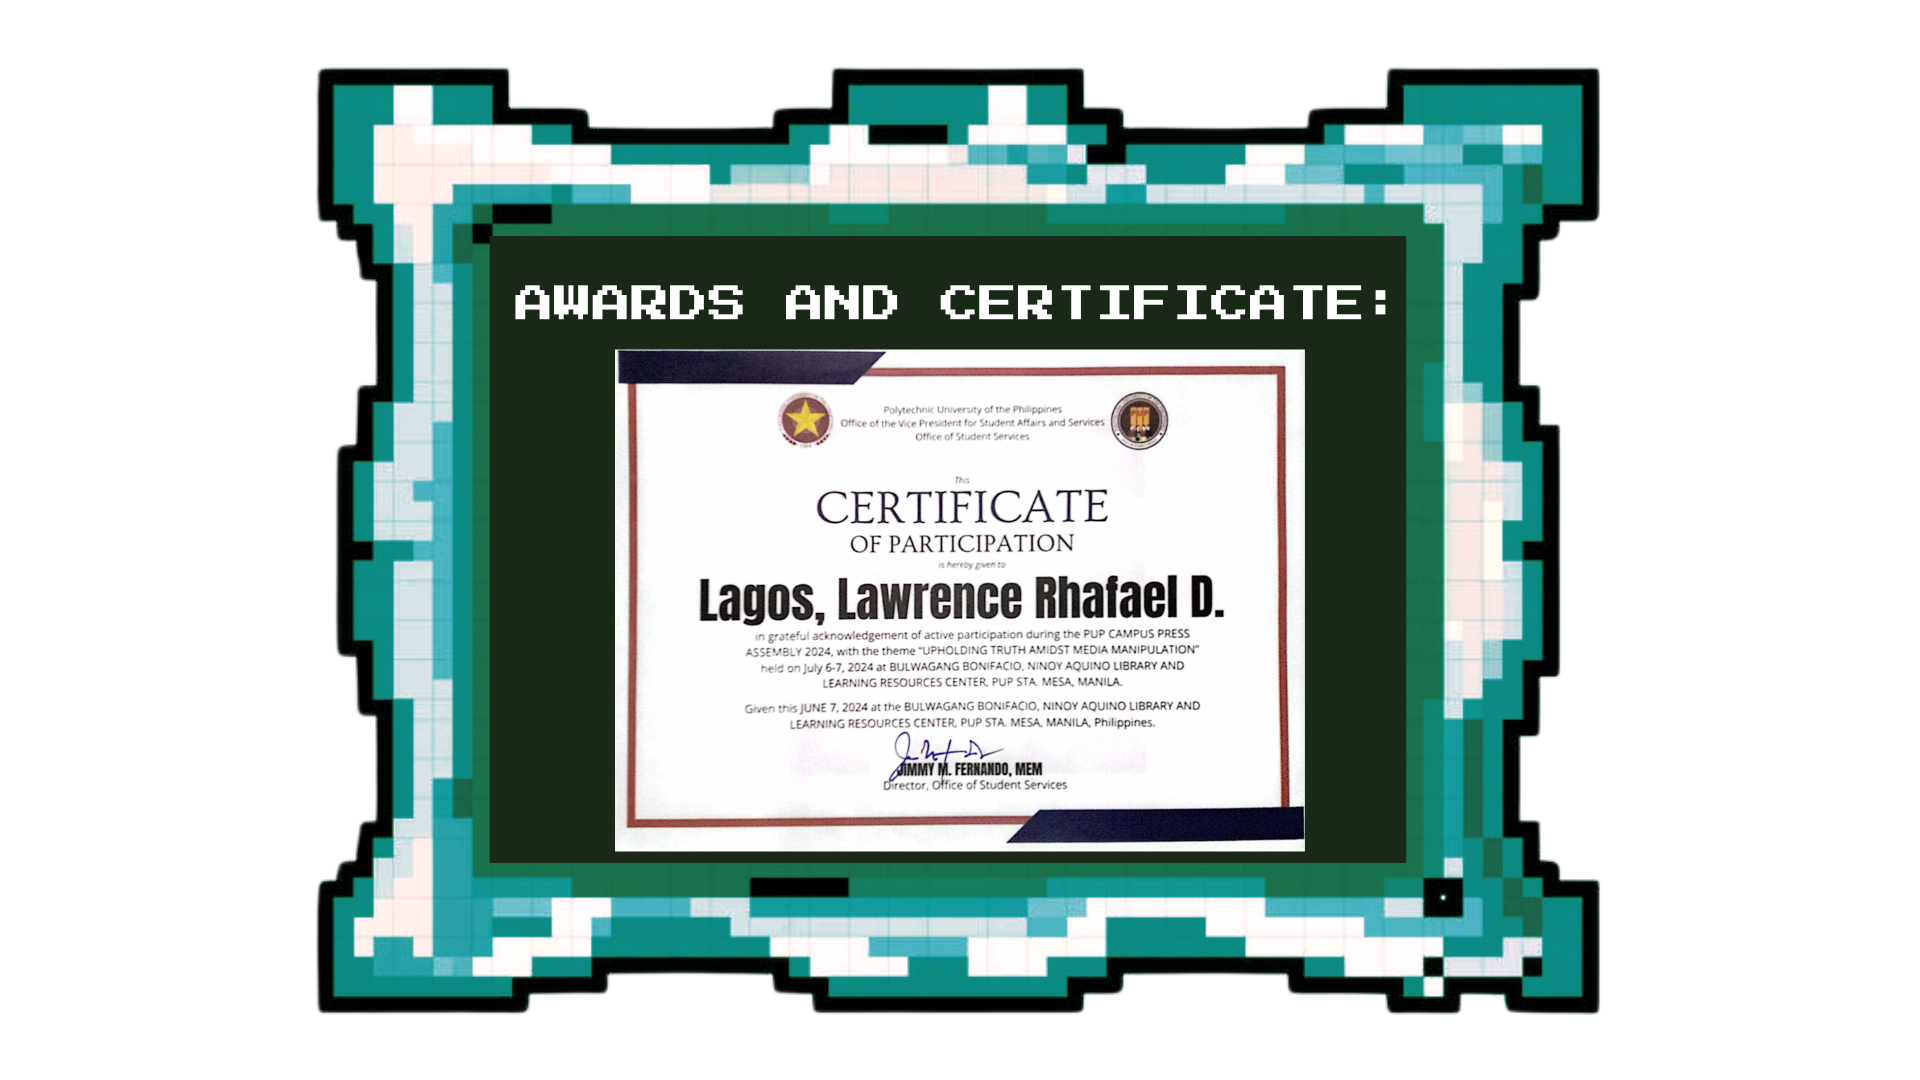 AWARDS AND CERTIFICATE:
Polytechnic University of the Philippines
Office of the Vice President for Student Affairs and Services
Office of Student Services
This
CERTIFICATE
OF PARTICIPATION
is hereby given to
Lagos, Lawrence Rhafael D.
in grateful acknowledgement of active participation during the PUP CAMPUS PRESS
ASSEMBLY 2024, with the theme “UPHOLDING TRUTH AMIDST MEDIA MANIPULATION”
held on July 6-7, 2024 at BULWAGANG BONIFACIO, NINOY AQUINO LIBRARY AND
LEARNING RESOURCES CENTER, PUP STA. MESA, MANILA.
Given this JUNE 7, 2024 at the BULWAGANG BONIFACIO, NINOY AQUINO LIBRARY AND
LEARNING RESOURCES CENTER, PUP STA. MESA, MANILA, Philippines.
JIMMY M. FERNANDO, MEM
Director, Office of Student Services